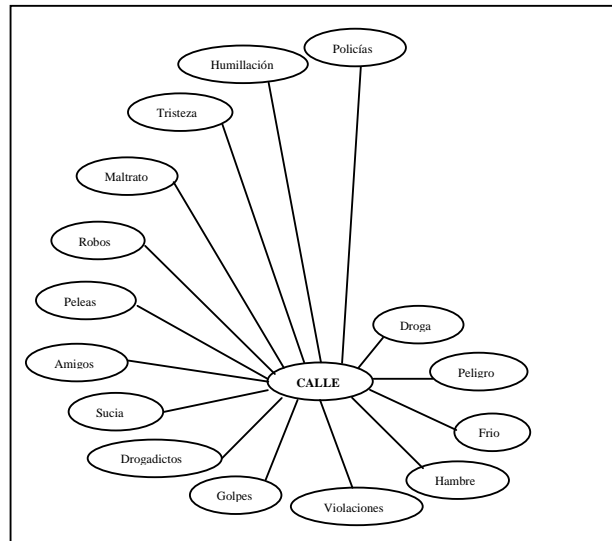 Policías
Humillación
Tristeza
Maltrato
Robos
Peleas
Droga
Amigos
Peligro
CALLE
Sucia
Frio
Drogadictos
Hambre
Golpes
Violaciones